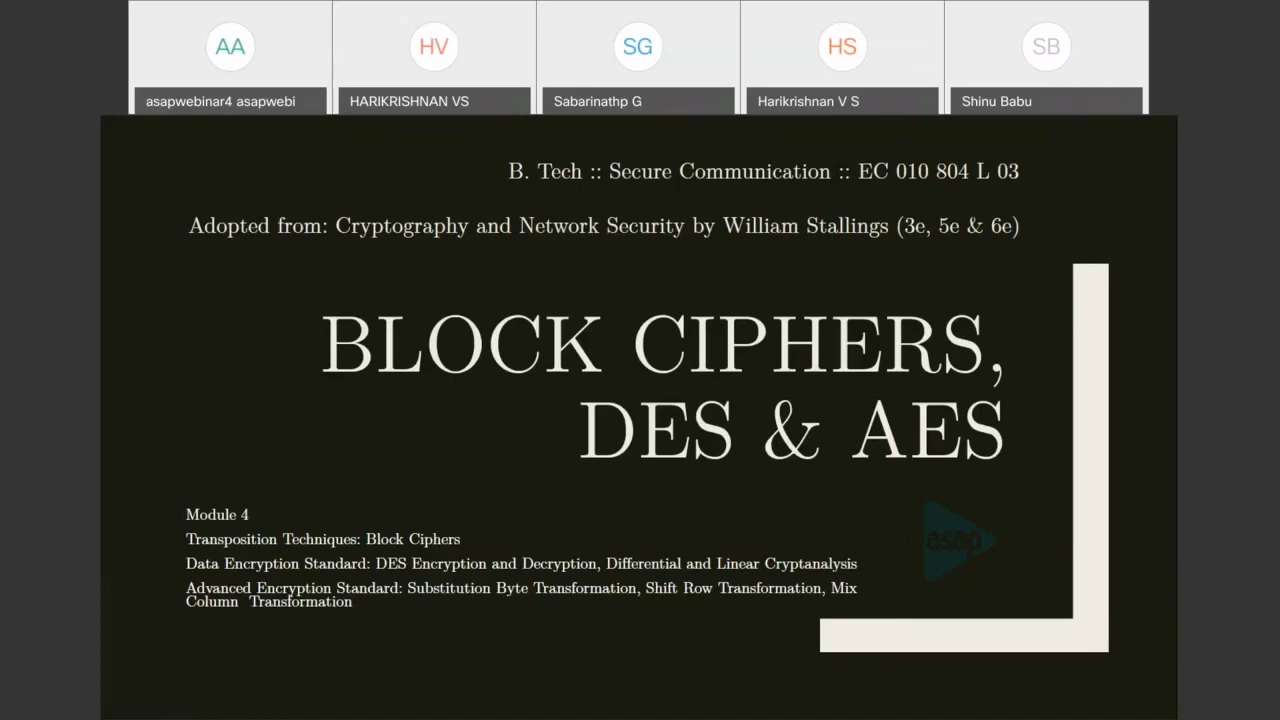 AA
HV
SG
HS
SB
asapwebinar4 asapwebi
HARIKRISHNAN VS
Sabarinathp G
Harikrishnan V S
Shinu Babu
B. Tech :: Secure Communication :: EC 010 804 L 03
Adopted from: Cryptography and Network Security by William Stallings (3e, 5e & 6e)
BLOCK CIPHERS,
DES & AES
Module 4
Transposition Techniques: Block Ciphers
Data Encryption Standard: DES Encryption and Decryption, Differential and Linear Cryptanalysis
Advanced Encryption Standard: Substitution Byte Transformation, Shift Row Transformation, Mix
Column Transformation